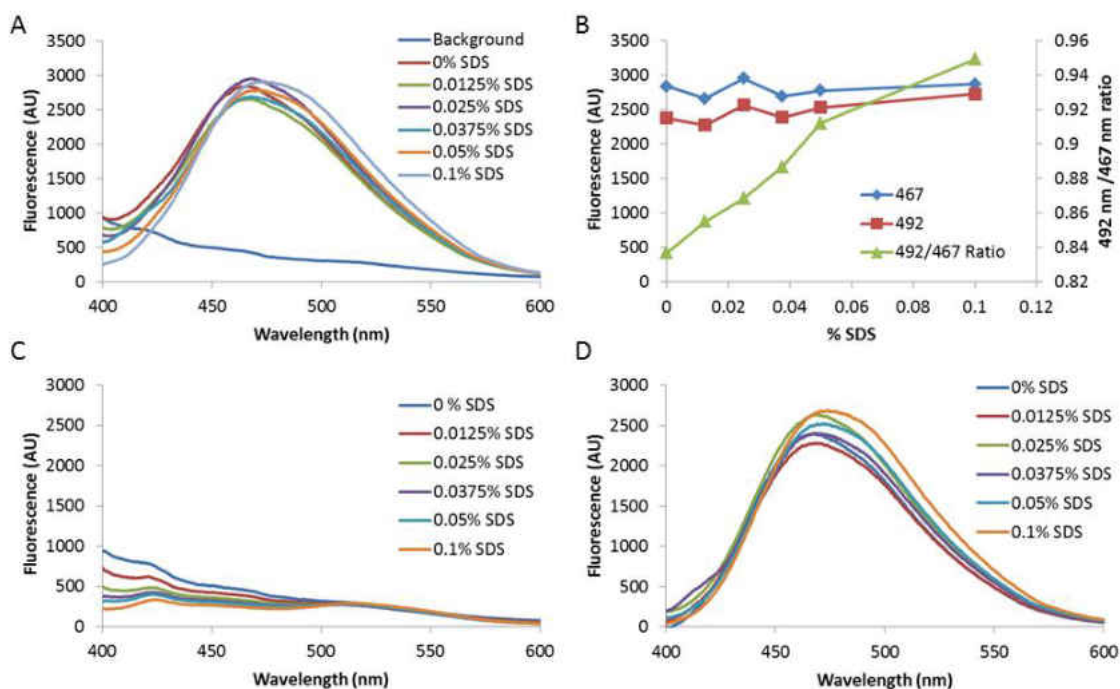 A
3500
3000
2500
2000
1500
1000
500
0
Fluorescence (AU)
400 450 500 550 600
Wavelength (nm)
Background
0% SDS
0.0125% SDS
0.025% SDS
0.0375% SDS
0.05% SDS
0.1% SDS
B
3500
3000
2500
2000
1500
1000
500
0
Fluorescence (AU)
0 0.02 0.04 0.06 0.08 0.1 0.12
% SDS
467
492
492/467 Ratio
0.96
0.94
0.92
0.9
0.88
0.86
0.84
0.82
492 nm /467 nm ratio
C
3000
2500
2000
1500
1000
500
0
Fluorescence (AU)
400 450 500 550 600
Wavelength (nm)
0 % SDS
0.0125% SDS
0.025% SDS
0.0375% SDS
0.05% SDS
0.1% SDS
D
3000
2500
2000
1500
1000
500
0
Fluorescence (AU)
400 450 500 550 600
Wavelength (nm)
0% SDS
0.0125% SDS
0.025% SDS
0.0375% SDS
0.05% SDS
0.1% SDS